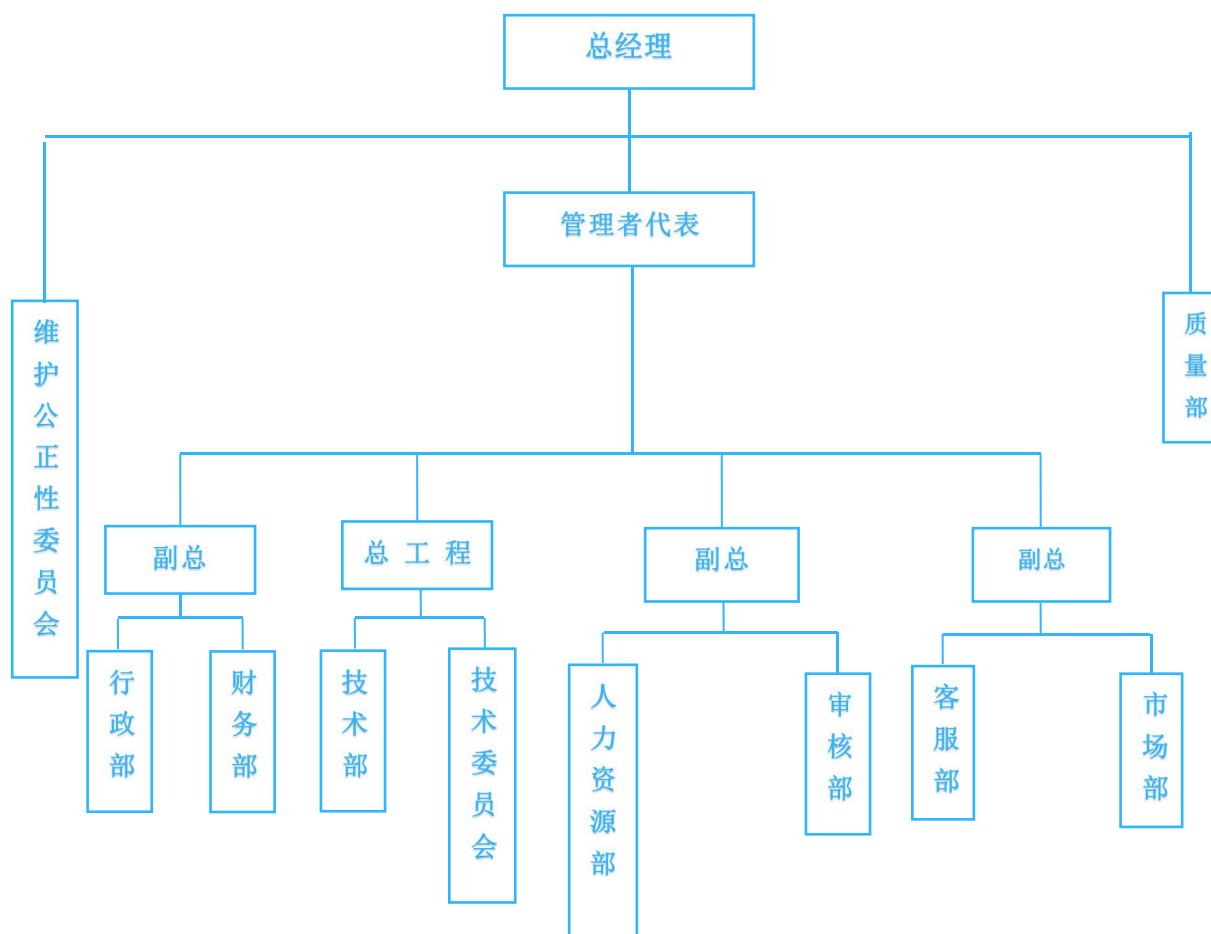 总经理
管理者代表
维护公正性委员会
质量部
副总
总 工 程
副总
副总
行政部
财务部
技术部
技术委员会
人力资源部
审核部
客服部
市场部